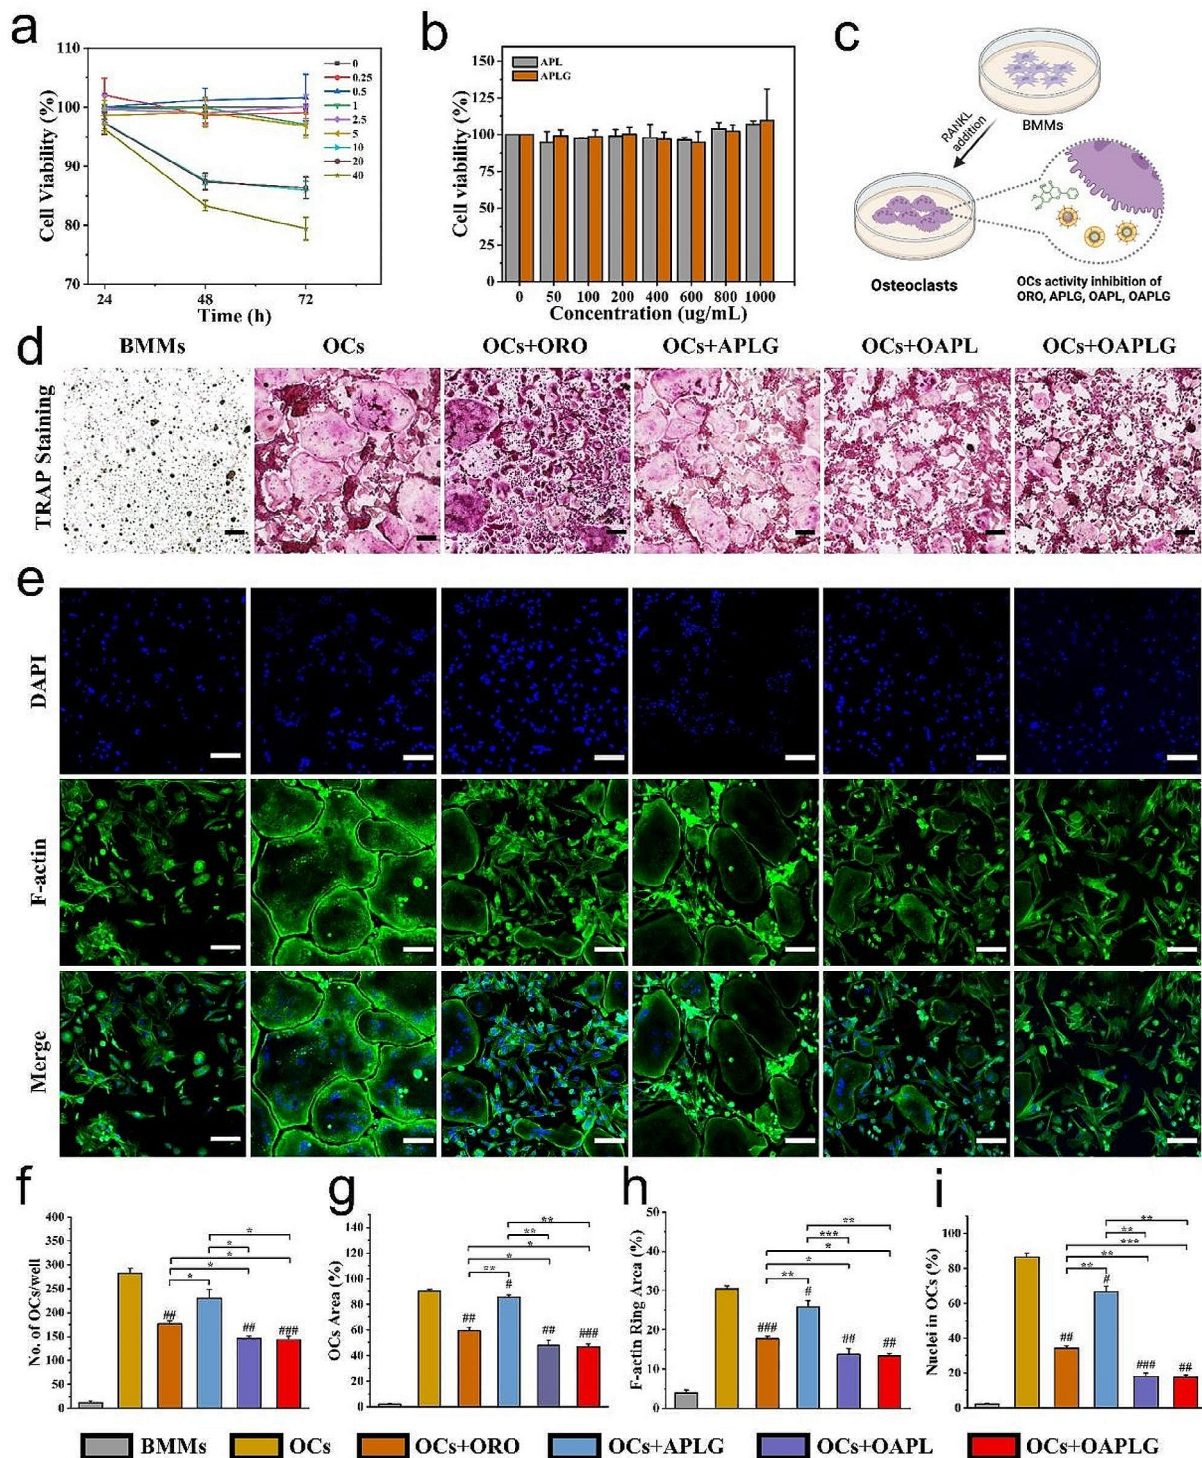 a
110
100
90
80
70
Cell Viability (%)
24
48
72
Time (h)
0
0.25
0.5
1
2.5
5
10
20
40
b
150
125
100
75
50
25
0
Cell viability (%)
APL
APLG
0
50
100
200
400
600
800
1000
Concentration (ug/mL)
c
BMMs
RANKL
addition
Osteoclasts
OCs activity inhibition of
ORO, APLG, OAPL, OAPLG
d
BMMs
OCs
OCs+ORO
OCs+APLG
OCs+OAPL
OCs+OAPLG
TRAP Staining
e
DAPI
F-actin
Merge
f
No. of OCs/well
400
350
300
250
200
150
100
50
0
*
*
*
*
*
##
##
###
g
OCs Area (%)
140
120
100
80
60
40
20
0
**
**
*
*
**
##
#
##
###
h
F-actin Ring Area (%)
50
40
30
20
10
0
**
***
*
*
**
###
#
##
##
i
Nuclei in OCs (%)
100
80
60
40
20
0
**
**
***
**
**
##
#
###
##
BMMs
OCs
OCs+ORO
OCs+APLG
OCs+OAPL
OCs+OAPLG